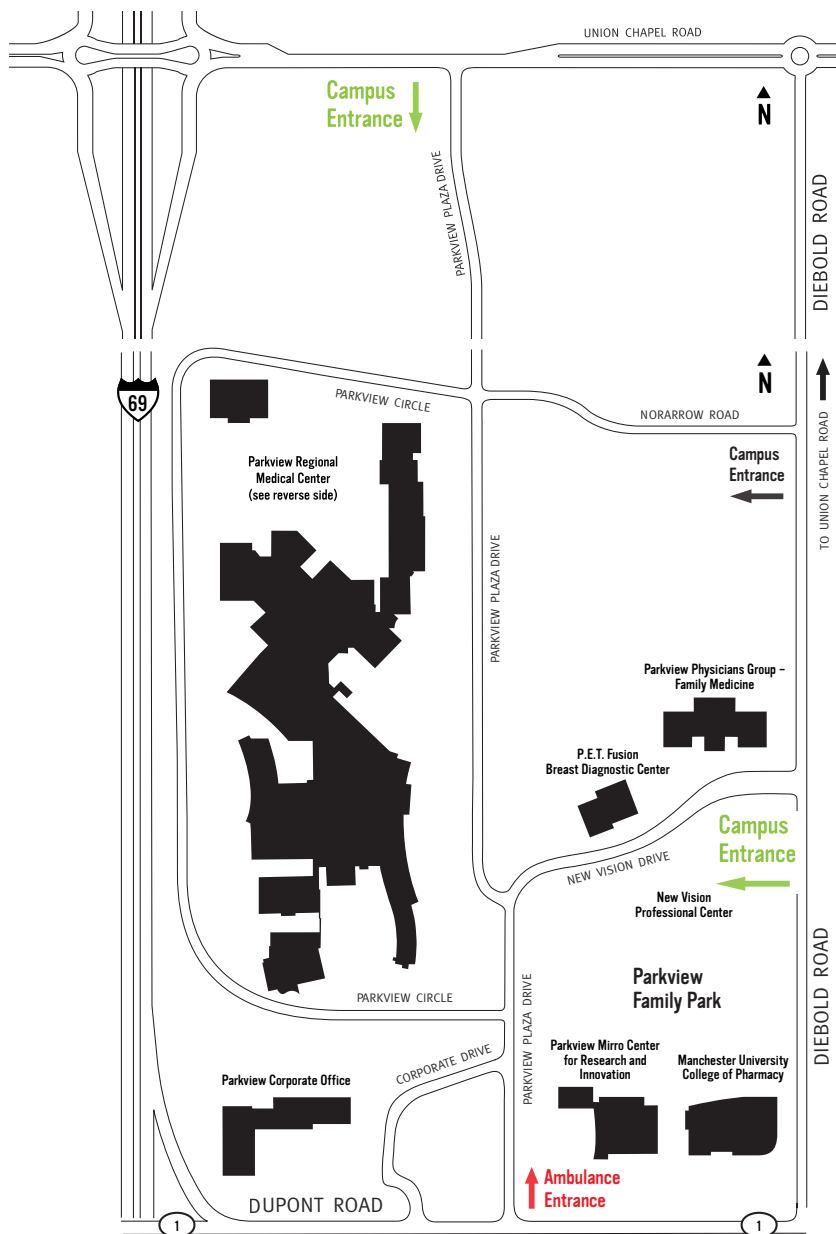 UNION CHAPEL ROAD
Campus
Entrance
N
PARKVIEW PLAZA DRIVE
DIEBOLD ROAD
N
69
PARKVIEW CIRCLE
NORARROW ROAD
TO UNION CHAPEL ROAD
Parkview Regional
Medical Center
(see reverse side)
Campus
Entrance
PARKVIEW PLAZA DRIVE
Parkview Physicians Group –
Family Medicine
P.E.T. Fusion
Breast Diagnostic Center
Campus
Entrance
NEW VISION DRIVE
New Vision
Professional Center
DIEBOLD ROAD
Parkview
Family Park
PARKVIEW CIRCLE
PARKVIEW PLAZA DRIVE
CORPORATE DRIVE
Parkview Mirro Center
for Research and
Innovation
Manchester University
College of Pharmacy
Parkview Corporate Office
Ambulance
Entrance
DUPONT ROAD
1
1